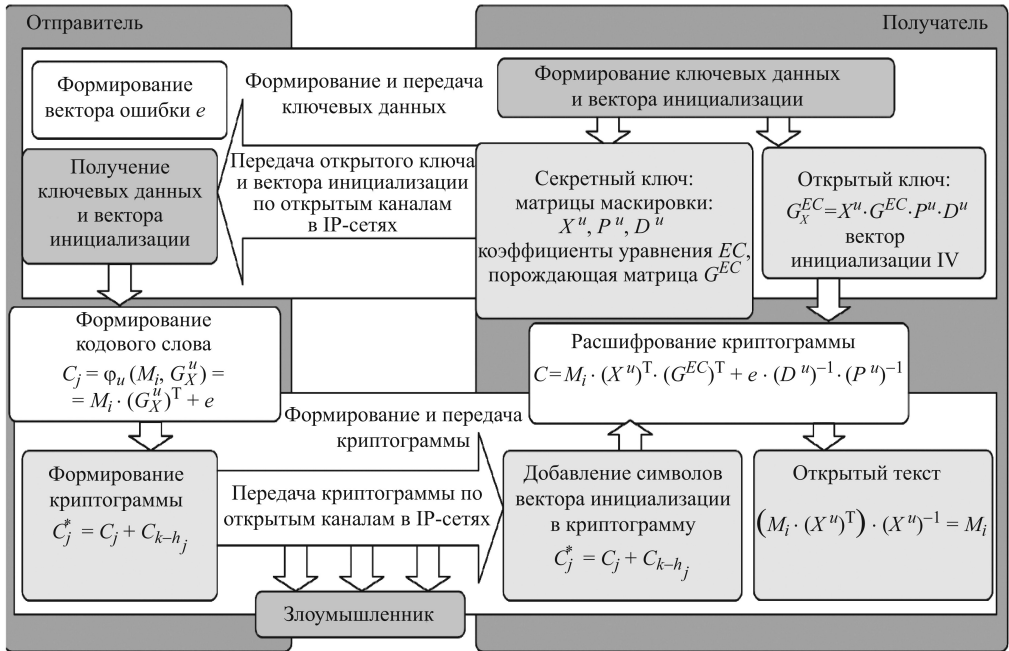 Отправитель
Получатель
Формирование
вектора ошибки e
Формирование и передача
ключевых данных
Формирование ключевых данных
и вектора инициализации
Получение
ключевых данных
и вектора
инициализации
Передача открытого ключа
и вектора инициализации
по открытым каналам
в IP-сетях
Секретный ключ:
матрицы маскировки:
X^u, P^u, D^u
коэффициенты уравнения EC,
порождающая матрица G^{EC}
Открытый ключ:
G_X^{EC}=X^u·G^{EC}·P^u·D^u
вектор
инициализации IV
Формирование
кодового слова
C_j = φ_u (M_i, G_X^u) =
= M_i · (G_X^u)^T + e
Расшифрование криптограммы
C=M_i · (X^u)^T · (G^{EC})^T + e · (D^u)^{−1} · (P^u)^{−1}
Формирование и передача
криптограммы
Формирование
криптограммы
C_j^* = C_j + C_{k–h_j}
Передача криптограммы по
открытым каналам в IP-сетях
Добавление символов
вектора инициализации
в криптограмму
C_j^* = C_j + C_{k–h_j}
Открытый текст
(M_i · (X^u)^T) · (X^u)^{−1} = M_i
Злоумышленник